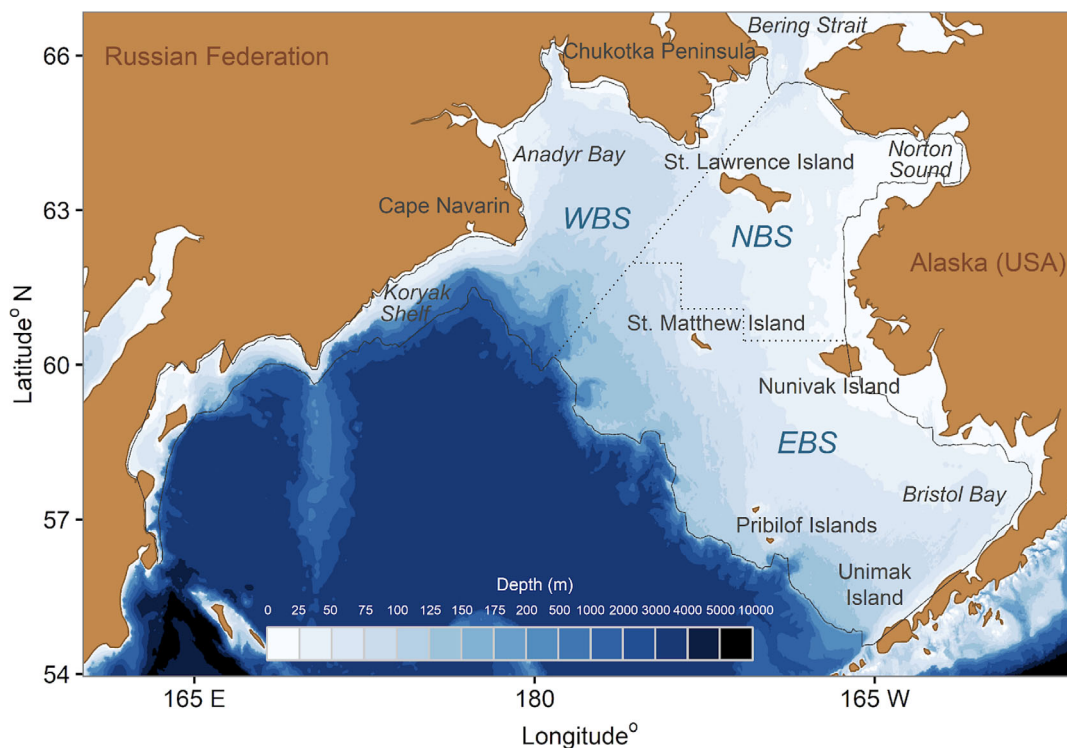 Bering Strait
66
Russian Federation
Chukotka Peninsula
Anadyr Bay
St. Lawrence Island
Norton
Sound
63
Cape Navarin
WBS
NBS
Alaska (USA)
Koryak
Shelf
St. Matthew Island
Latitude° N
60
Nunivak Island
EBS
Bristol Bay
57
Pribilof Islands
Unimak
Island
Depth (m)
0 25 50 75 100 125 150 175 200 500 1000 2000 3000 4000 5000 10000
54
165 E
180
165 W
Longitude°